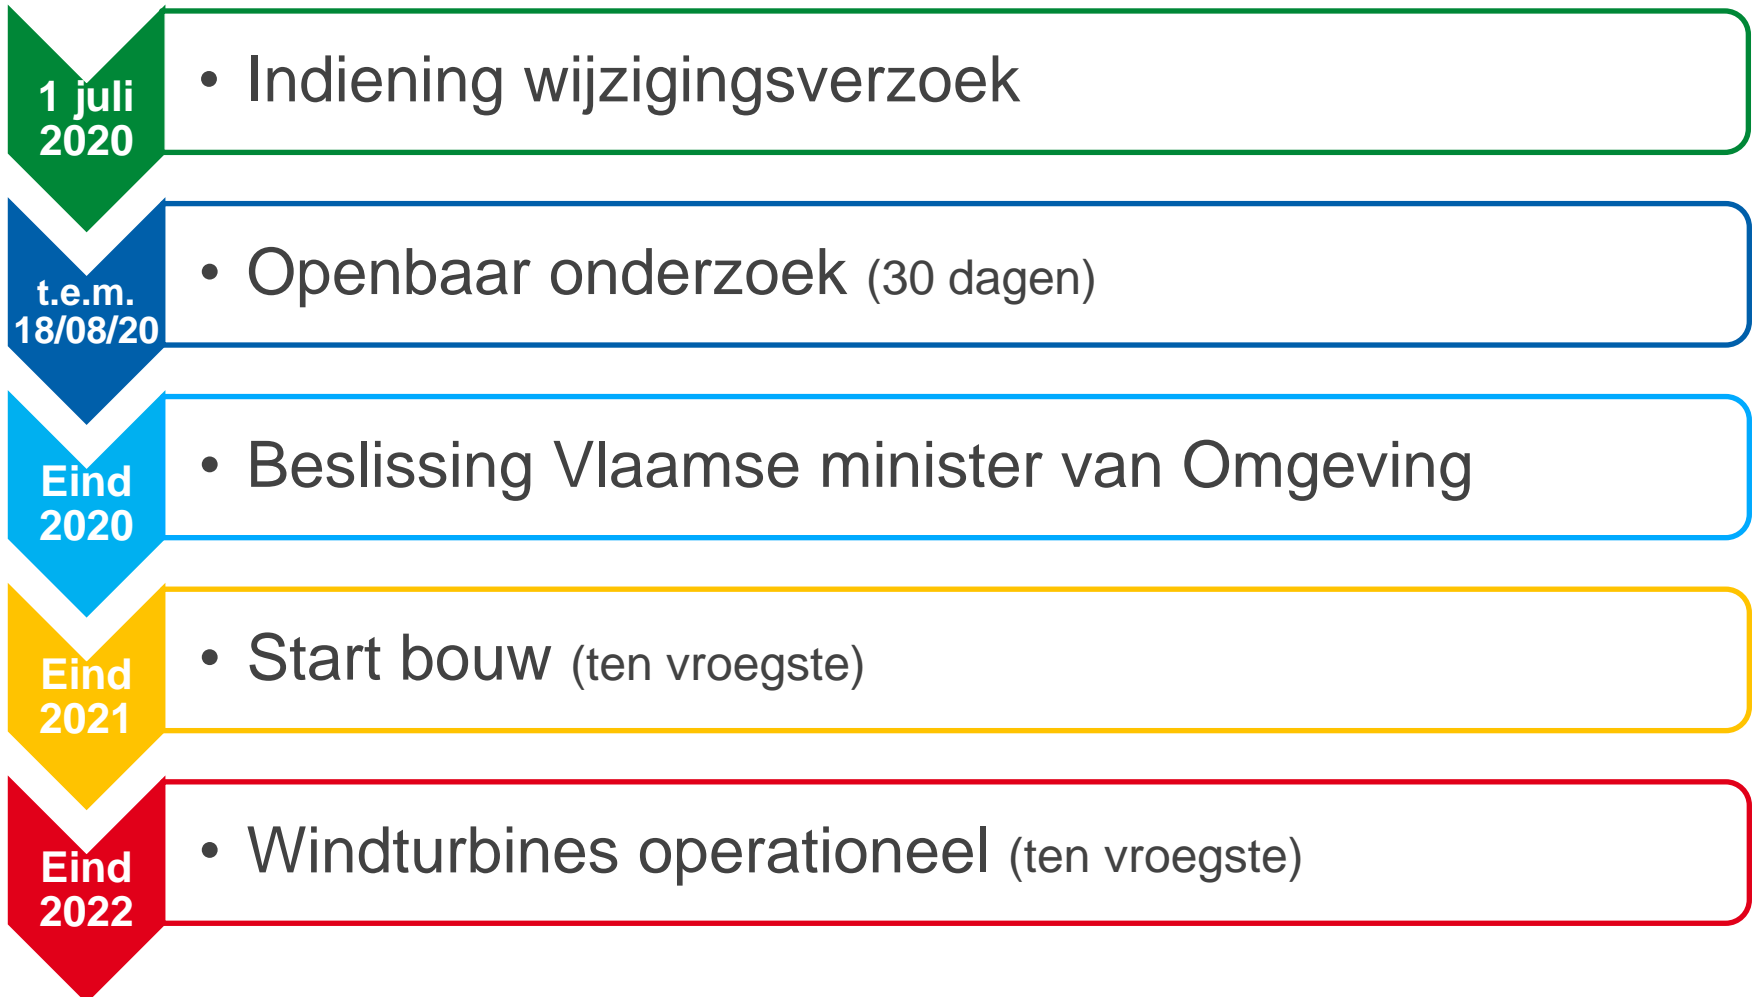 1 juli
2020
• Indiening wijzigingsverzoek
t.e.m.
18/08/20
• Openbaar onderzoek (30 dagen)
Eind
2020
• Beslissing Vlaamse minister van Omgeving
Eind
2021
• Start bouw (ten vroegste)
Eind
2022
• Windturbines operationeel (ten vroegste)